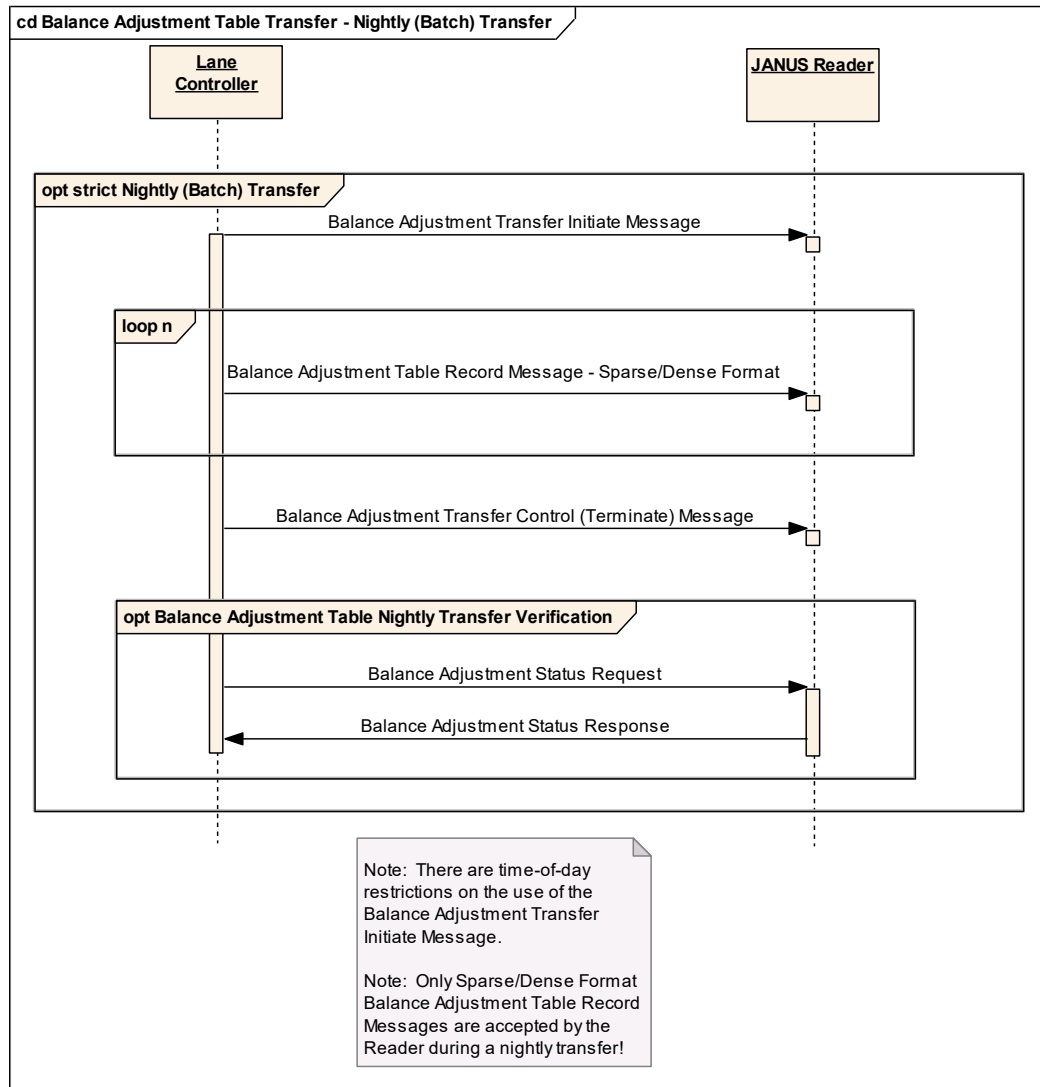 cd Balance Adjustment Table Transfer - Nightly (Batch) Transfer
Lane
Controller
JANUS Reader
opt strict Nightly (Batch) Transfer
Balance Adjustment Transfer Initiate Message
loop n
Balance Adjustment Table Record Message - Sparse/Dense Format
Balance Adjustment Transfer Control (Terminate) Message
opt Balance Adjustment Table Nightly Transfer Verification
Balance Adjustment Status Request
Balance Adjustment Status Response
Note: There are time-of-day
restrictions on the use of the
Balance Adjustment Transfer
Initiate Message.
Note: Only Sparse/Dense Format
Balance Adjustment Table Record
Messages are accepted by the
Reader during a nightly transfer!